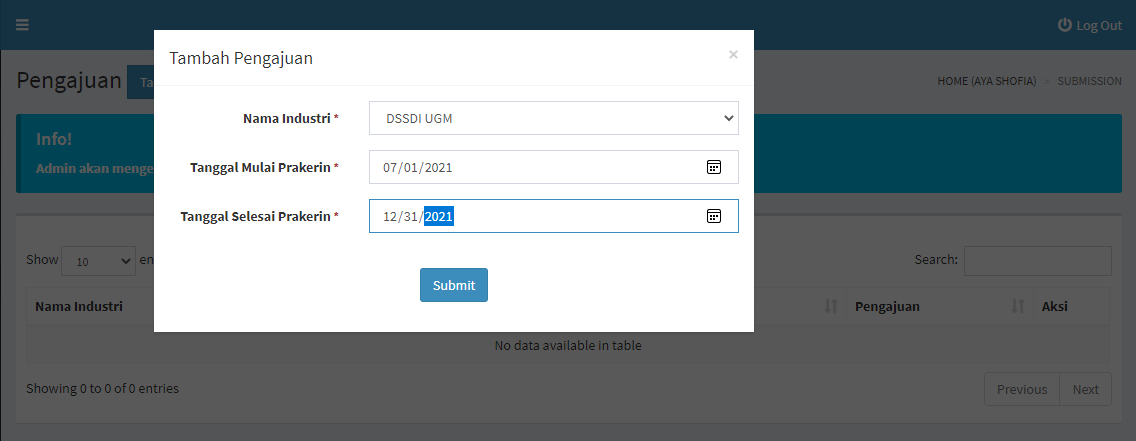 Log Out
Tambah Pengajuan ×
Pengajuan Ta
HOME (AYA SHOFIA) > SUBMISSION
Nama Industri * DSSDI UGM
Info!
Admin akan menge
Tanggal Mulai Prakerin * 07/01/2021
Tanggal Selesai Prakerin * 12/31/2021
Show 10 en
Search:
Submit
Nama Industri Pengajuan Aksi
No data available in table
Showing 0 to 0 of 0 entries
Previous Next